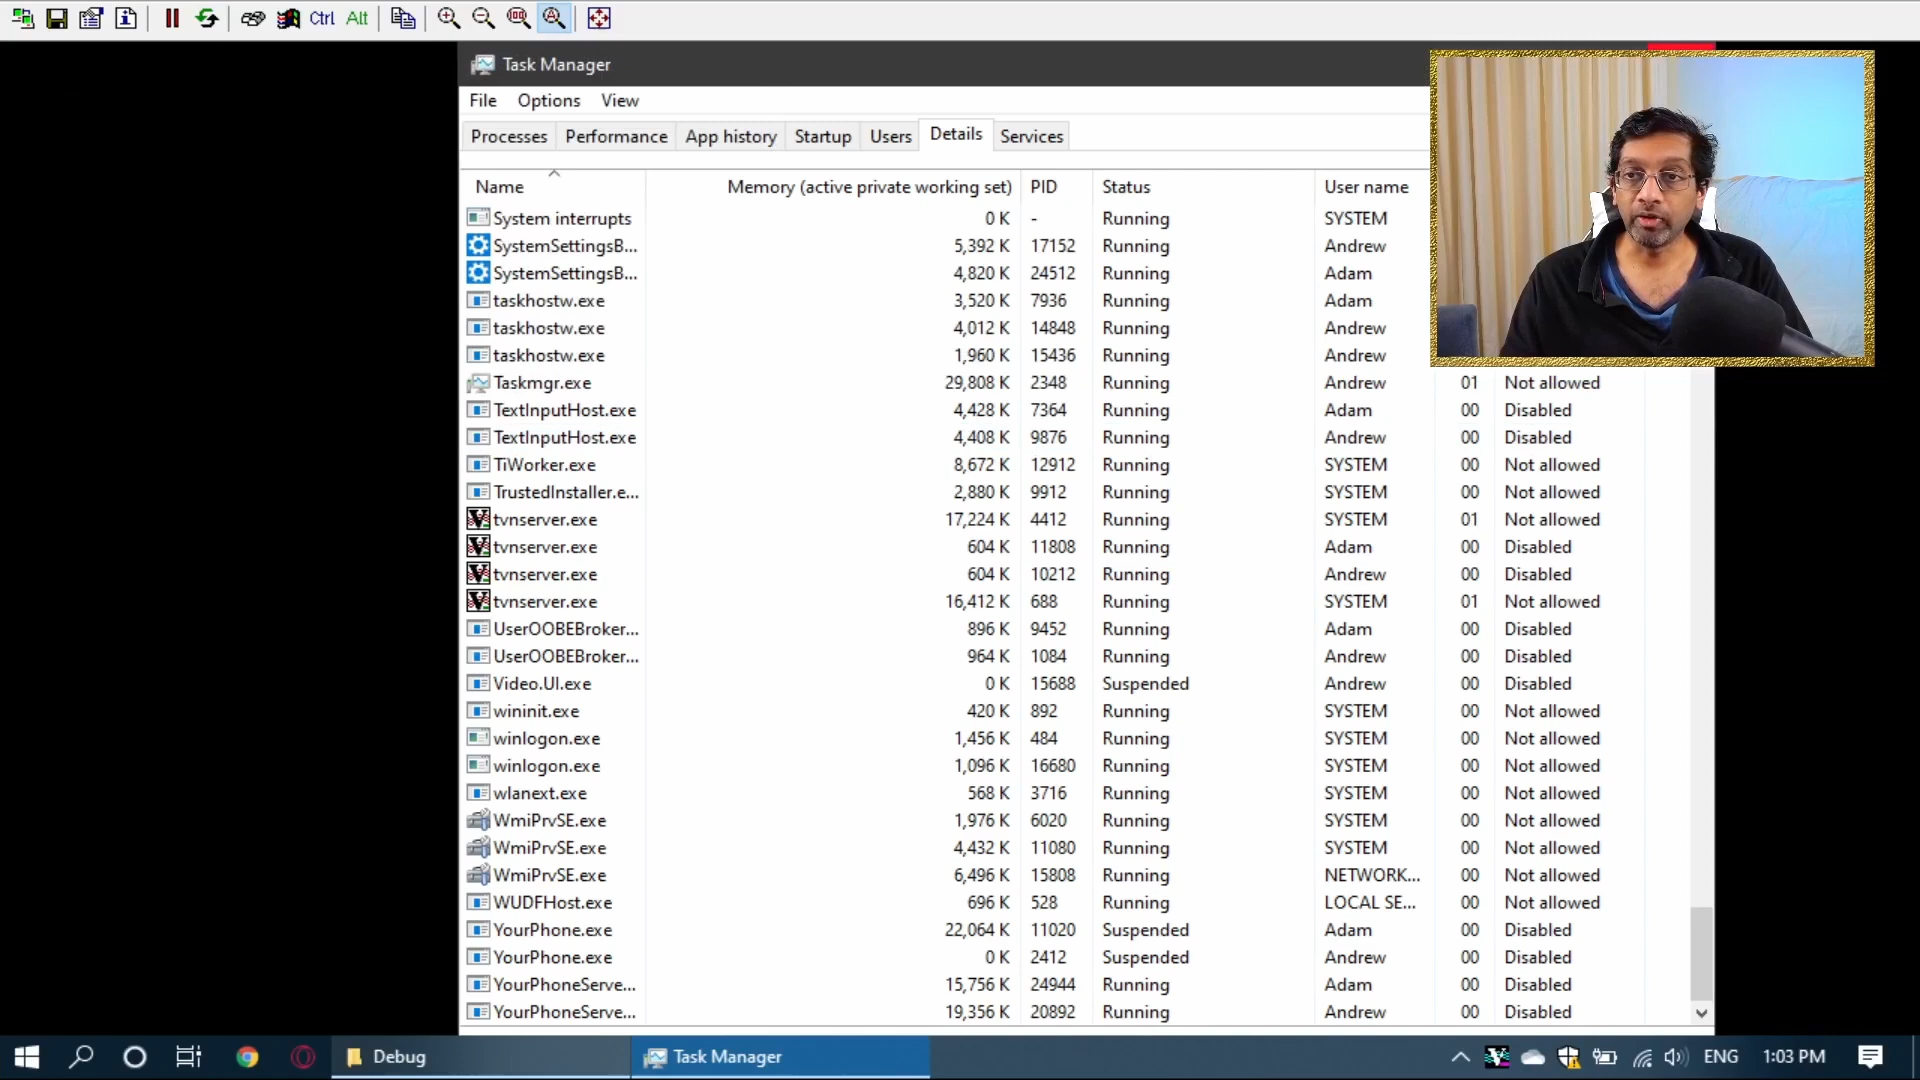 Ctrl Alt
Task Manager
File Options View
Processes Performance App history Startup Users Details Services
Name Memory (active private working set) PID Status User name
System interrupts 0 K - Running SYSTEM
SystemSettingsB... 5,392 K 17152 Running Andrew
SystemSettingsB... 4,820 K 24512 Running Adam
taskhostw.exe 3,520 K 7936 Running Adam
taskhostw.exe 4,012 K 14848 Running Andrew
taskhostw.exe 1,960 K 15436 Running Andrew
Taskmgr.exe 29,808 K 2348 Running Andrew 01 Not allowed
TextInputHost.exe 4,428 K 7364 Running Adam 00 Disabled
TextInputHost.exe 4,408 K 9876 Running Andrew 00 Disabled
TiWorker.exe 8,672 K 12912 Running SYSTEM 00 Not allowed
TrustedInstaller.e... 2,880 K 9912 Running SYSTEM 00 Not allowed
tvnserver.exe 17,224 K 4412 Running SYSTEM 01 Not allowed
tvnserver.exe 604 K 11808 Running Adam 00 Disabled
tvnserver.exe 604 K 10212 Running Andrew 00 Disabled
tvnserver.exe 16,412 K 688 Running SYSTEM 01 Not allowed
UserOOBEBroker... 896 K 9452 Running Adam 00 Disabled
UserOOBEBroker... 964 K 1084 Running Andrew 00 Disabled
Video.UI.exe 0 K 15688 Suspended Andrew 00 Disabled
wininit.exe 420 K 892 Running SYSTEM 00 Not allowed
winlogon.exe 1,456 K 484 Running SYSTEM 00 Not allowed
winlogon.exe 1,096 K 16680 Running SYSTEM 00 Not allowed
wlanext.exe 568 K 3716 Running SYSTEM 00 Not allowed
WmiPrvSE.exe 1,976 K 6020 Running SYSTEM 00 Not allowed
WmiPrvSE.exe 4,432 K 11080 Running SYSTEM 00 Not allowed
WmiPrvSE.exe 6,496 K 15808 Running NETWORK... 00 Not allowed
WUDFHost.exe 696 K 528 Running LOCAL SE... 00 Not allowed
YourPhone.exe 22,064 K 11020 Suspended Adam 00 Disabled
YourPhone.exe 0 K 2412 Suspended Andrew 00 Disabled
YourPhoneServe... 15,756 K 24944 Running Adam 00 Disabled
YourPhoneServe... 19,356 K 20892 Running Andrew 00 Disabled
Debug Task Manager ENG 1:03 PM